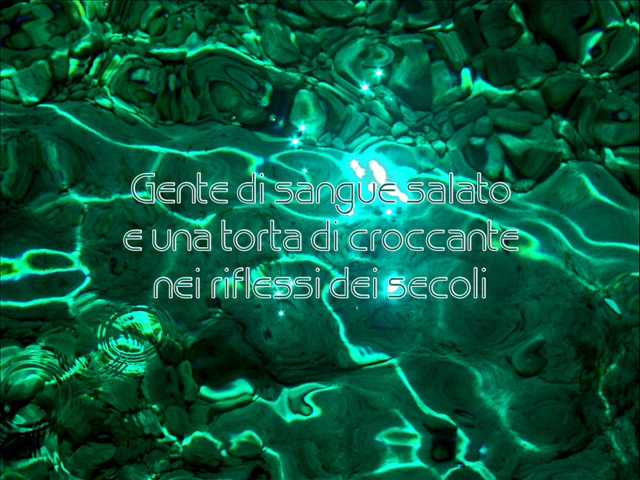 Gente di sangue salato
e una torta di croccante
nei riflessi dei secoli